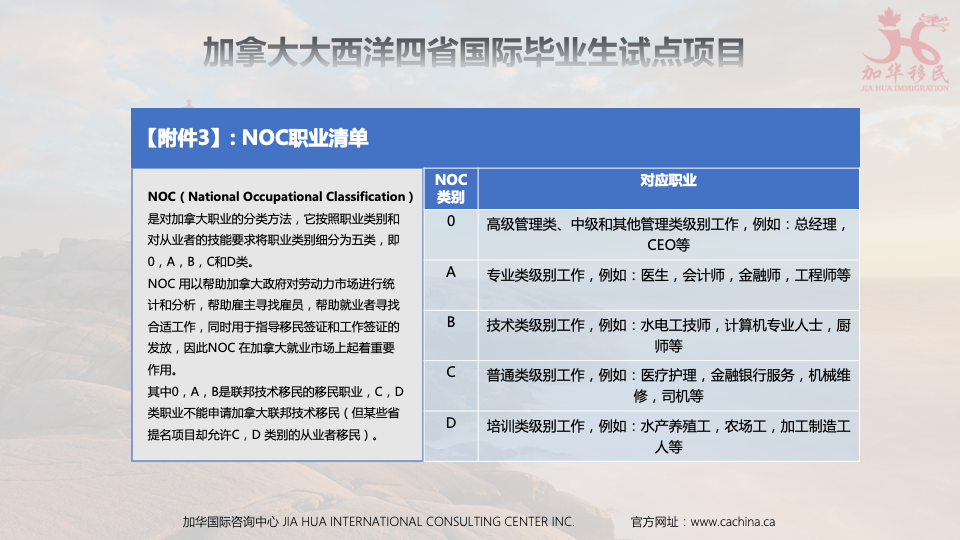 加拿大大西洋四省国际毕业生试点项目
加华移民
JIA HUA IMMIGRATION
【附件3】: NOC职业清单
NOC（National Occupational Classification）
是对加拿大职业的分类方法，它按照职业类别和
对从业者的技能要求将职业类别细分为五类，即
0，A，B，C和D类。
NOC 用以帮助加拿大政府对劳动力市场进行统
计和分析，帮助雇主寻找雇员，帮助就业者寻找
合适工作，同时用于指导移民签证和工作签证的
发放，因此NOC 在加拿大就业市场上起着重要
作用。
其中0，A，B是联邦技术移民的移民职业，C，D
类职业不能申请加拿大联邦技术移民（但某些省
提名项目却允许C，D 类别的从业者移民）。
NOC
类别
对应职业
0
高级管理类、中级和其他管理类级别工作，例如：总经理，
CEO等
A
专业类级别工作，例如：医生，会计师，金融师，工程师等
B
技术类级别工作，例如：水电工技师，计算机专业人士，厨
师等
C
普通类级别工作，例如：医疗护理，金融银行服务，机械维
修，司机等
D
培训类级别工作，例如：水产养殖工，农场工，加工制造工
人等
加华国际咨询中心 JIA HUA INTERNATIONAL CONSULTING CENTER INC.
官方网址：www.cachina.ca